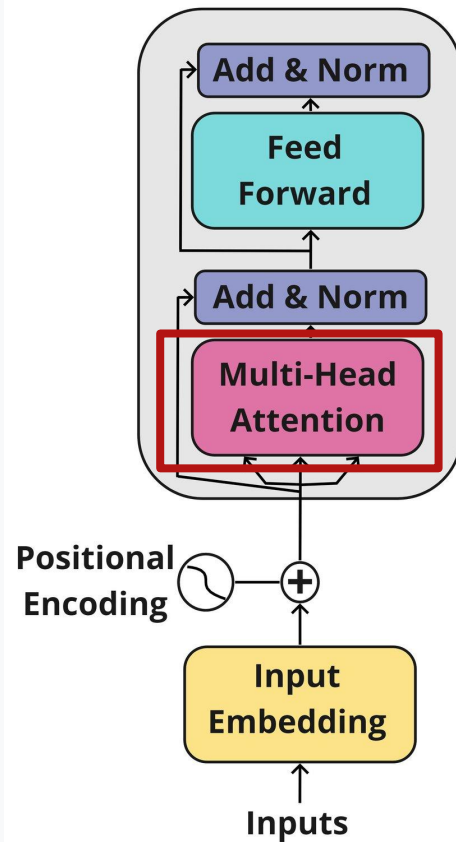 Add & Norm
Feed
Forward
Add & Norm
Multi-Head
Attention
Positional
Encoding
+
Input
Embedding
Inputs